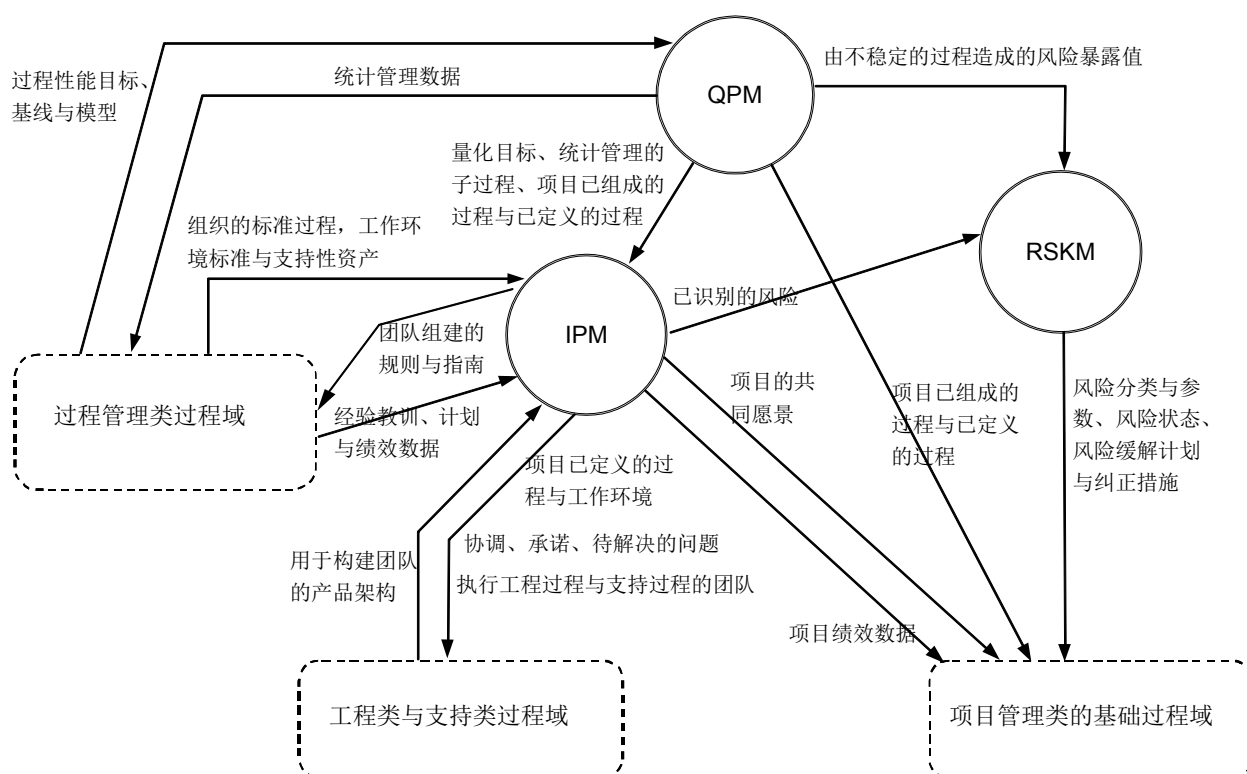 过程性能目标、
基线与模型
统计管理数据
QPM
由不稳定的过程造成的风险暴露值
量化目标、统计管理的
子过程、项目已组成的
过程与已定义的过程
组织的标准过程，工作环
境标准与支持性资产
RSKM
已识别的风险
IPM
团队组建的
规则与指南
过程管理类过程域
经验教训、计划
与绩效数据
项目的共
同愿景
项目已组成的
过程与已定义
的过程
风险分类与参
数、风险状态、
风险缓解计划
与纠正措施
项目已定义的过
程与工作环境
协调、承诺、待解决的问题
执行工程过程与支持过程的团队
用于构建团队
的产品架构
项目绩效数据
工程类与支持类过程域
项目管理类的基础过程域